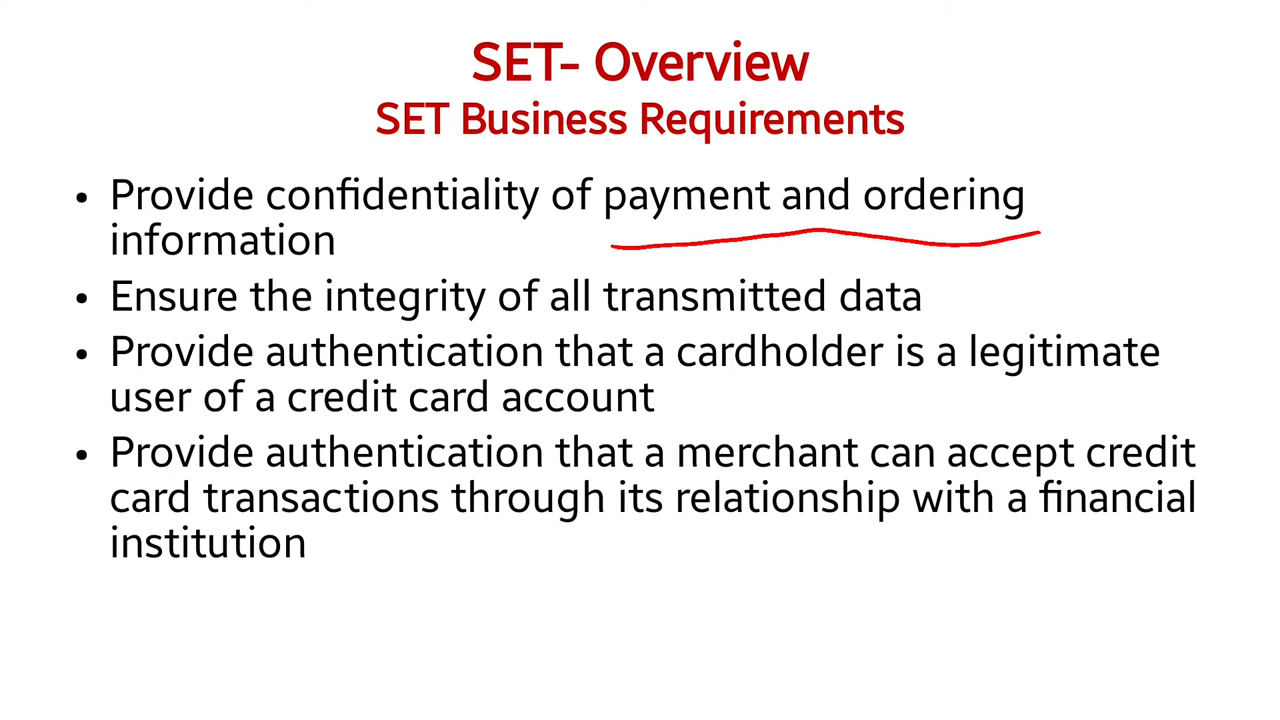 SET- Overview
SET Business Requirements
• Provide confidentiality of payment and ordering
information
• Ensure the integrity of all transmitted data
• Provide authentication that a cardholder is a legitimate
user of a credit card account
• Provide authentication that a merchant can accept credit
card transactions through its relationship with a financial
institution